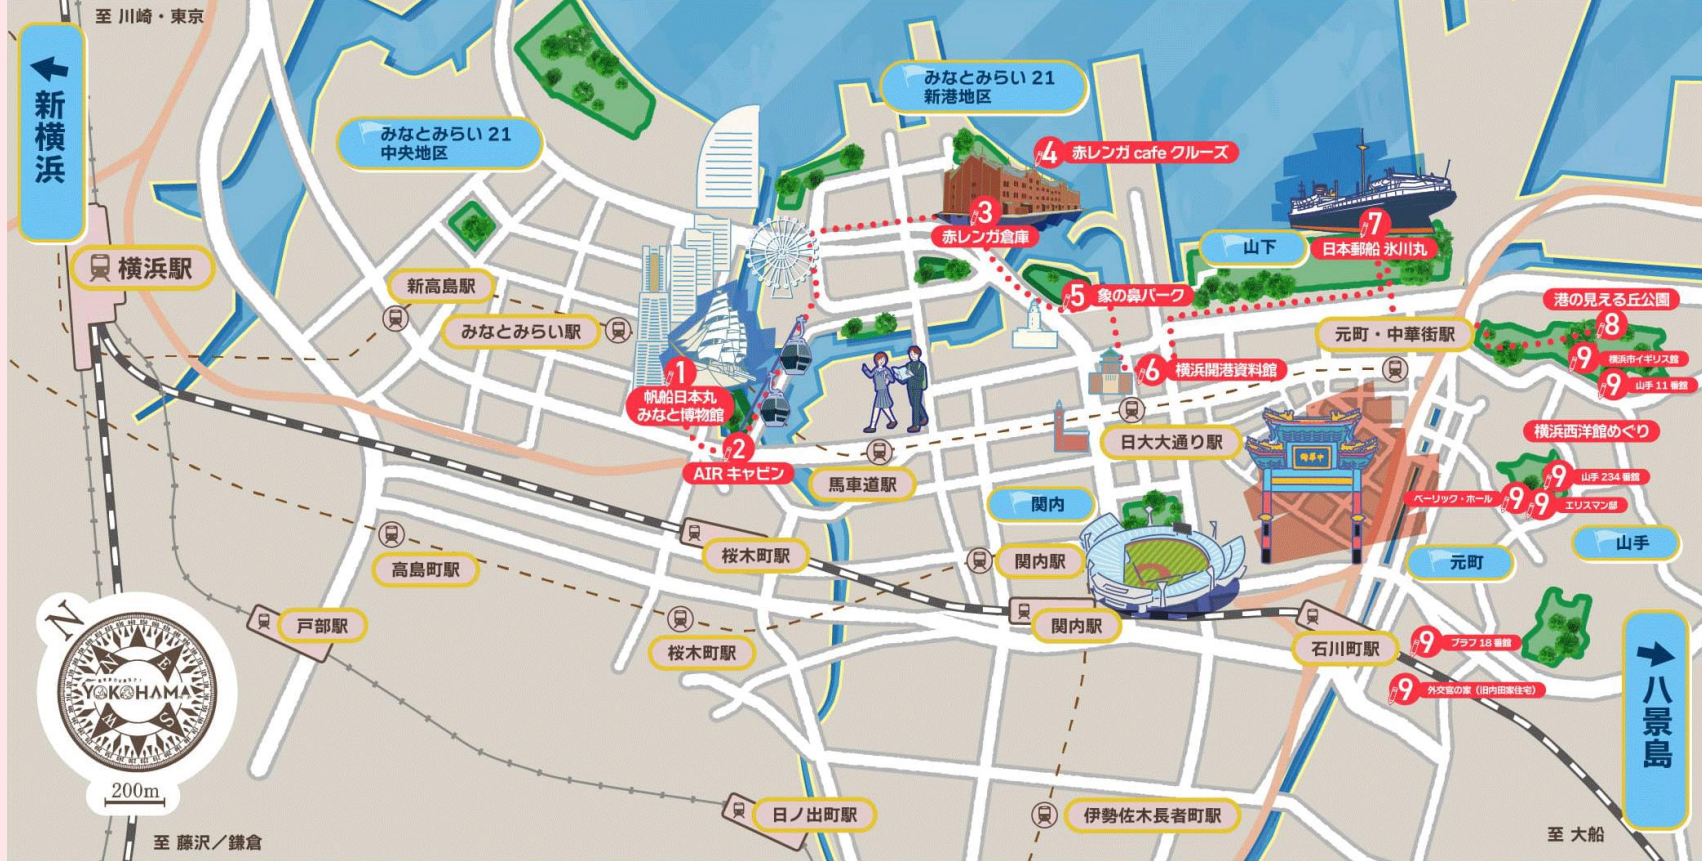 至 川崎・東京
新横浜
みなとみらい 21
中央地区
みなとみらい 21
新港地区
4 赤レンガ cafe クルーズ
3
赤レンガ倉庫
山下
7
日本郵船 氷川丸
横浜駅
新高島駅
みなとみらい駅
5 象の鼻パーク
港の見える丘公園
8
元町・中華街駅
9 横浜市イギリス館
9 山手 11 番館
1
帆船日本丸
みなと博物館
6 横浜開港資料館
2
AIR キャビン
馬車道駅
日大大通り駅
中華街
横浜西洋館めぐり
9 山手 234 番館
ベーリック・ホール 9
9 エリスマン邸
関内
山手
元町
高島町駅
桜木町駅
関内駅
戸部駅
桜木町駅
関内駅
石川町駅
9 ブラフ 18 番館
9 外交官の家（旧内田家住宅）
八景島
N
N
E
YOKOHAMA
W
S
200m
日ノ出町駅
伊勢佐木長者町駅
至 藤沢／鎌倉
至 大船